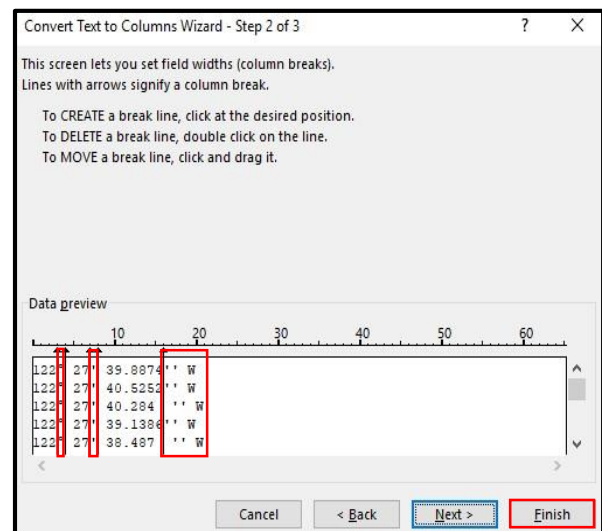 Convert Text to Columns Wizard - Step 2 of 3 ? X
This screen lets you set field widths (column breaks).
Lines with arrows signify a column break.
To CREATE a break line, click at the desired position.
To DELETE a break line, double click on the line.
To MOVE a break line, click and drag it.
Data preview
10 20 30 40 50 60
122° 27' 39.8874'' W
122° 27' 40.5252'' W
122° 27' 40.284 '' W
122° 27' 39.1386'' W
122° 27' 38.487 '' W
Cancel < Back Next > Finish